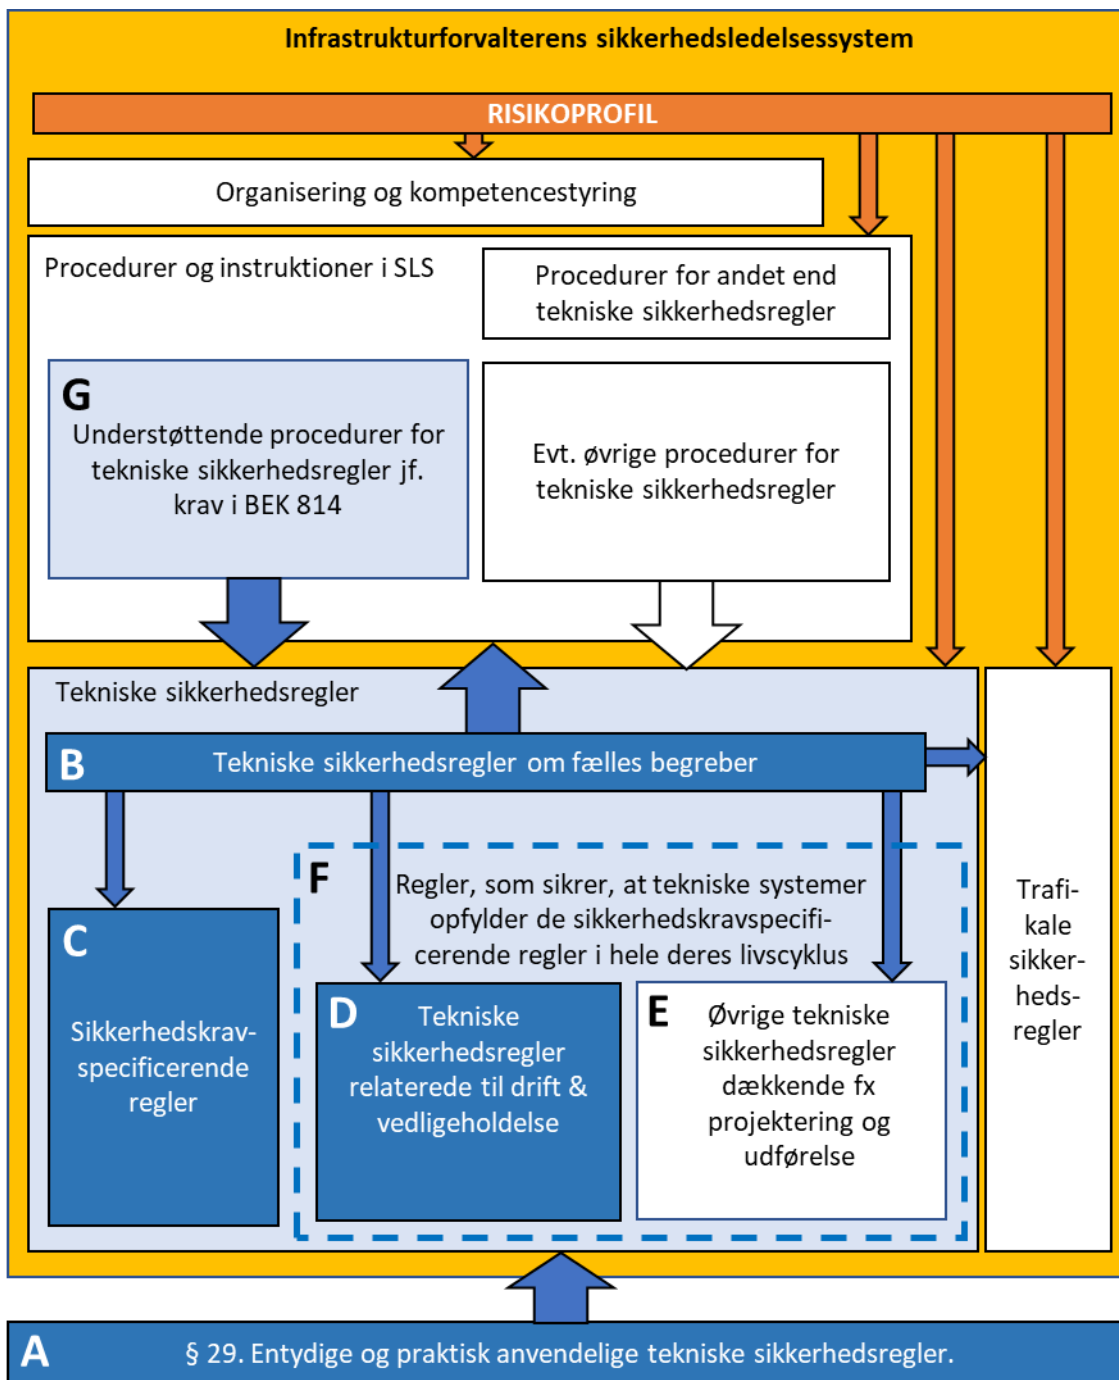 Infrastrukturforvalterens sikkerhedsledelsessystem
RISIKOPROFIL
Organisering og kompetencestyring
Procedurer og instruktioner i SLS
Procedurer for andet end
tekniske sikkerhedsregler
G
Understøttende procedurer for
tekniske sikkerhedsregler jf.
krav i BEK 814
Evt. øvrige procedurer for
tekniske sikkerhedsregler
Tekniske sikkerhedsregler
B
Tekniske sikkerhedsregler om fælles begreber
F
Regler, som sikrer, at tekniske systemer
opfylder de sikkerhedskravspecifi-
cerende regler i hele deres livscyklus
C
Sikkerhedskrav-
specificerende
regler
D
Tekniske
sikkerhedsregler
relaterede til drift &
vedligeholdelse
E
Øvrige tekniske
sikkerhedsregler
dækkende fx
projektering og
udførelse
Trafi-
kale
sikker-
heds-
regler
A
§ 29. Entydige og praktisk anvendelige tekniske sikkerhedsregler.